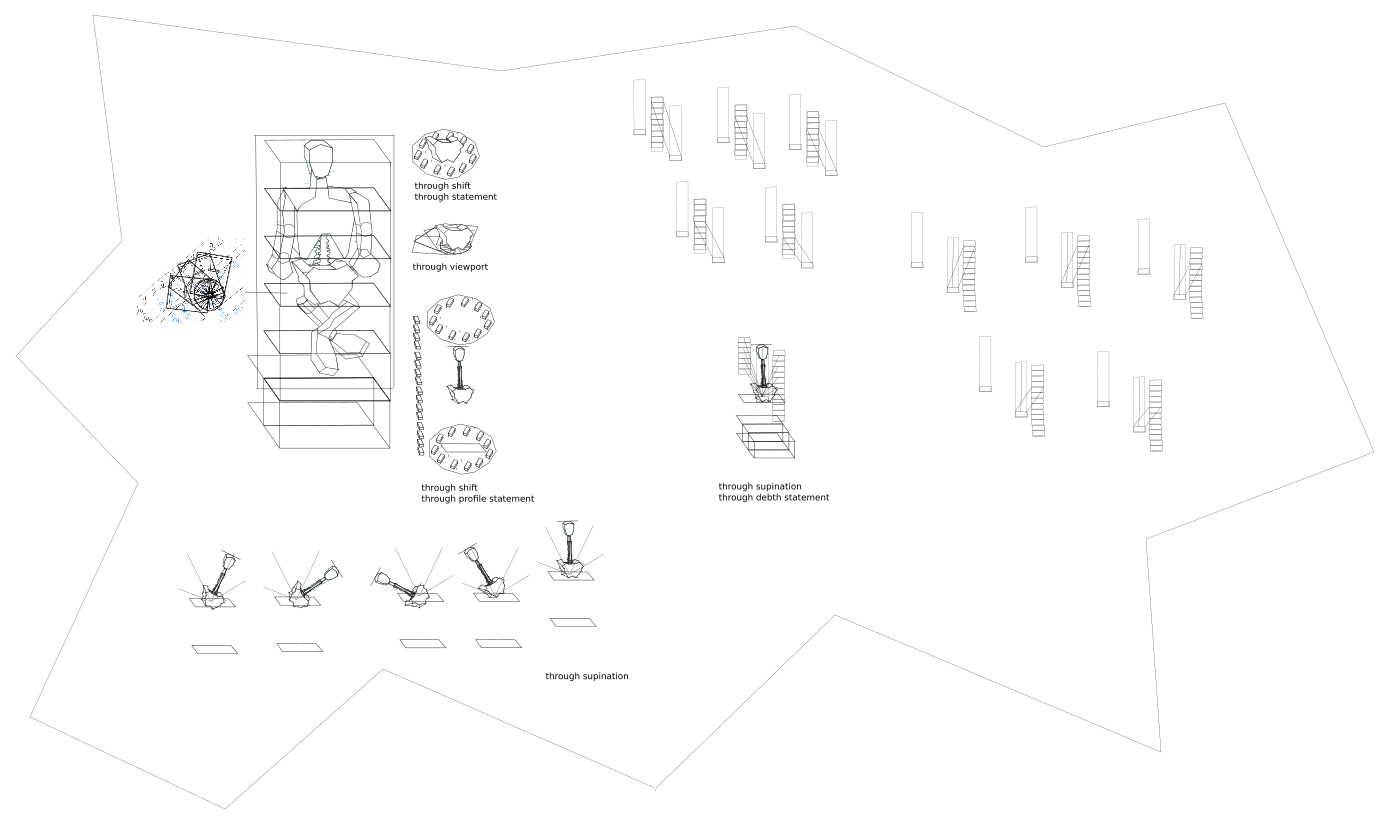 through shift
through statement
through viewport
through shift
through profile statement
through supination
through debth statement
through supination